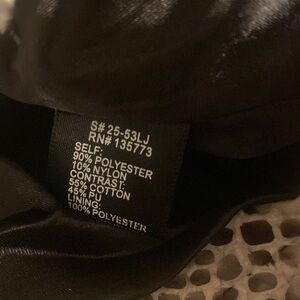 S# 25-53LJ
RN# 135773
SELF:
90% POLYESTER
10% NYLON
CONTRAST:
55% COTTON
45% PU
LINING:
100% POLYESTER